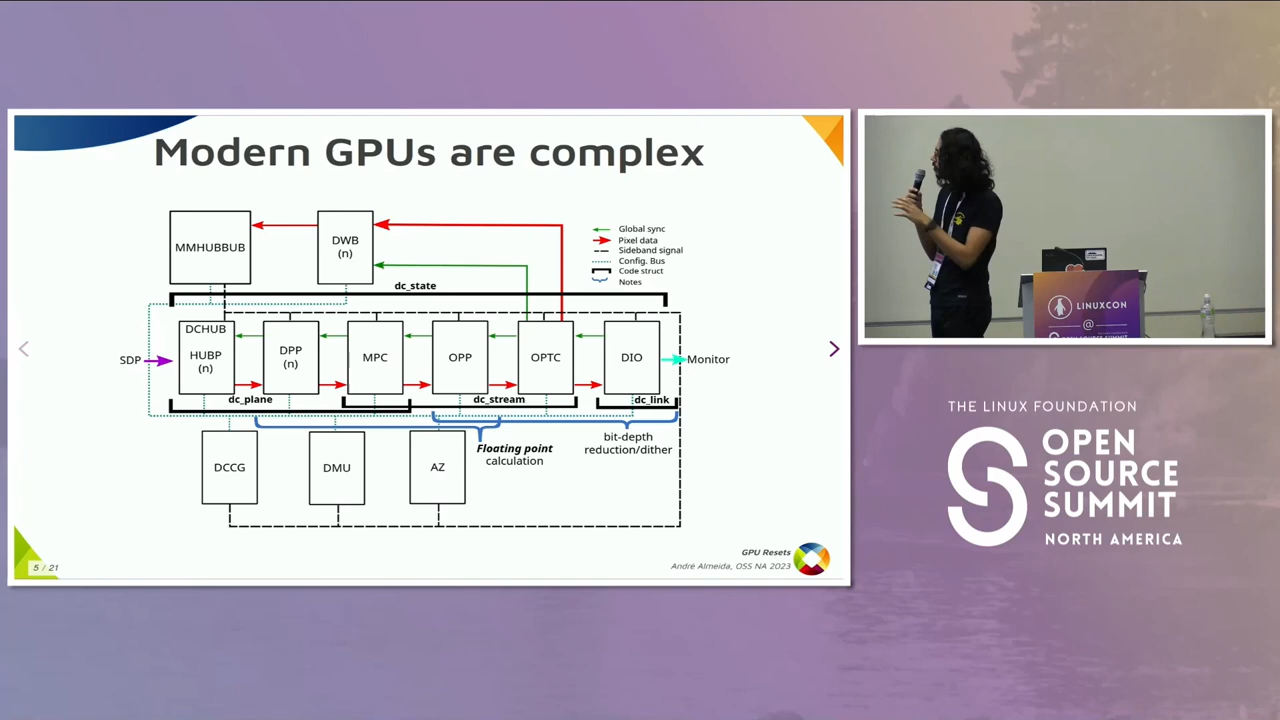 Modern GPUs are complex
MMHUBBUB
DWB
(n)
Global sync
Pixel data
Sideband signal
Config. Bus
Code struct
Notes
dc_state
SDP
DCHUB
HUBP
(n)
DPP
(n)
MPC
OPP
OPTC
DIO
Monitor
dc_plane
dc_stream
dc_link
Floating point
calculation
bit-depth
reduction/dither
DCCG
DMU
AZ
5 / 21
GPU Resets
André Almeida, OSS NA 2023
LINUXCON
@
OPEN SOURCE SUMMIT
THE LINUX FOUNDATION
OPEN
SOURCE
SUMMIT
NORTH AMERICA